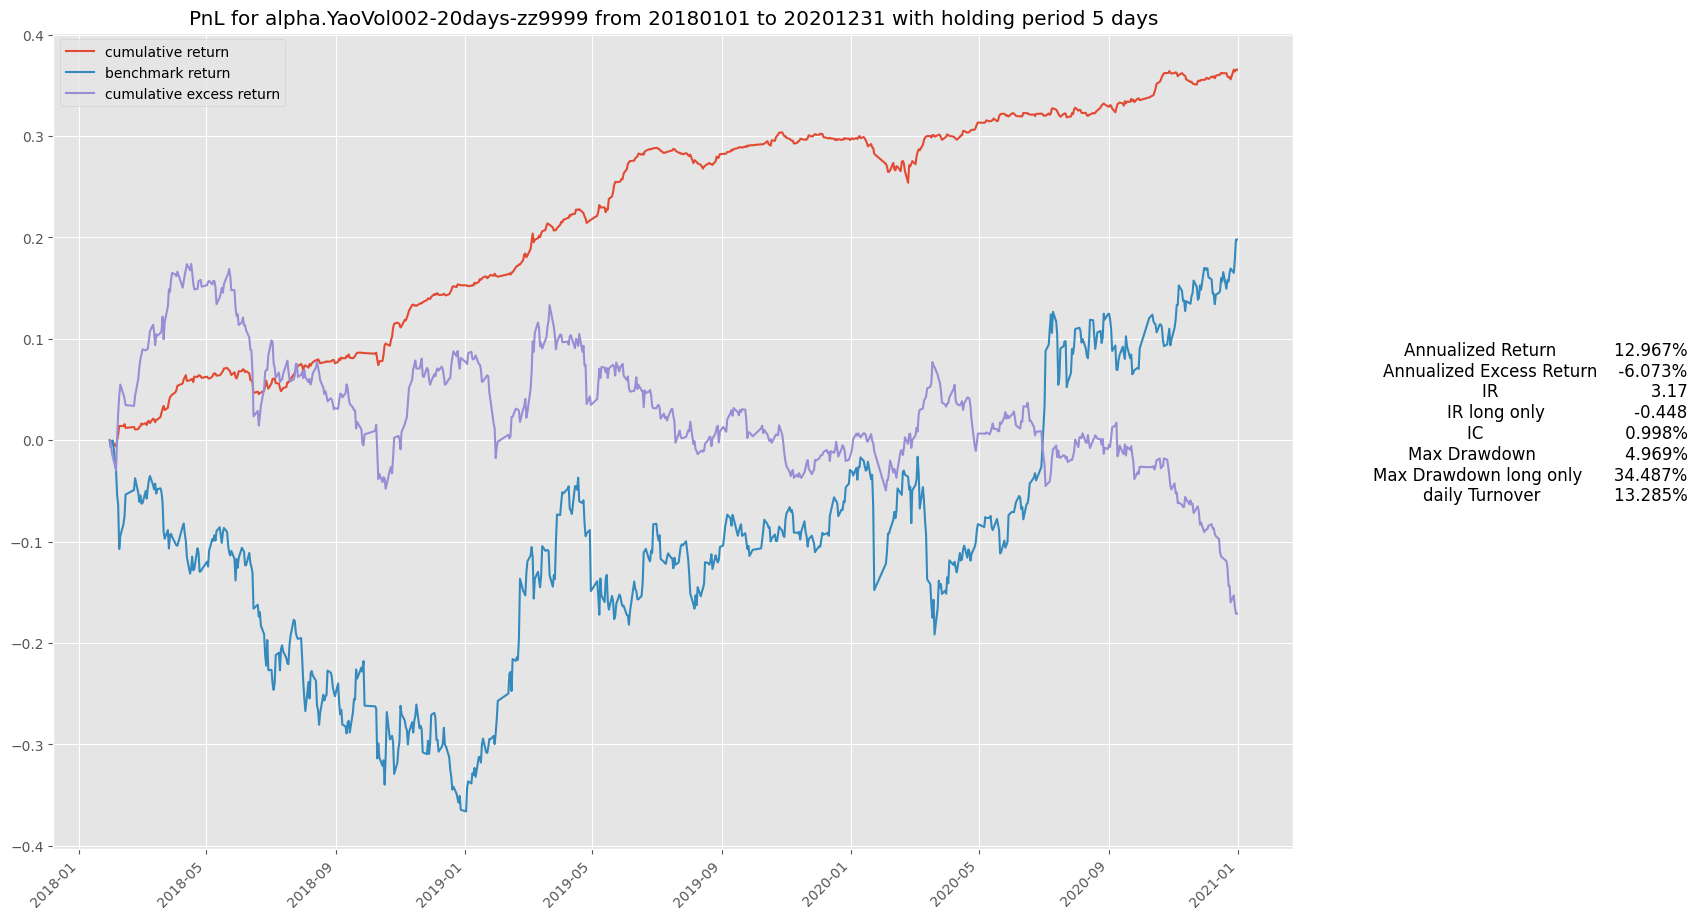 PnL for alpha.YaoVol002-20days-zz9999 from 20180101 to 20201231 with holding period 5 days
cumulative return
benchmark return
cumulative excess return
0.4
0.3
0.2
0.1
0.0
−0.1
−0.2
−0.3
−0.4
2018-01
2018-05
2018-09
2019-01
2019-05
2019-09
2020-01
2020-05
2020-09
2021-01
Annualized Return 12.967%
Annualized Excess Return -6.073%
IR 3.17
IR long only -0.448
IC 0.998%
Max Drawdown 4.969%
Max Drawdown long only 34.487%
daily Turnover 13.285%